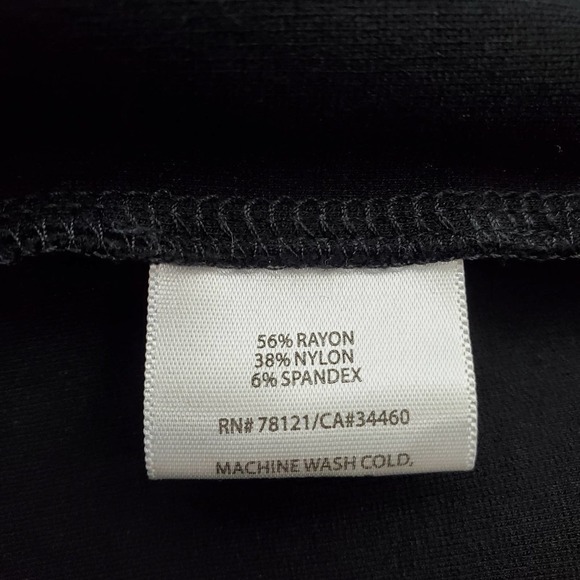 56% RAYON
38% NYLON
6% SPANDEX
RN# 78121/CA#34460
MACHINE WASH COLD,